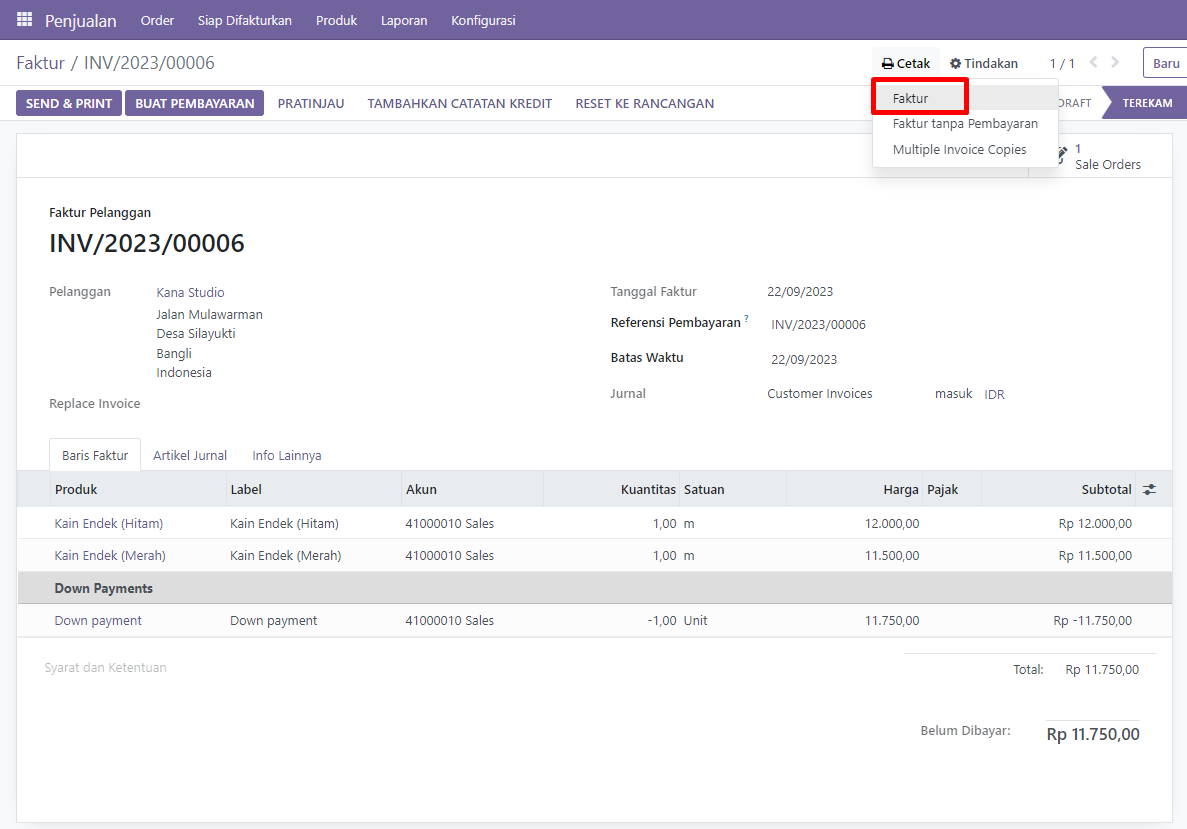 Penjualan Order Siap Difakturkan Produk Laporan Konfigurasi
Faktur / INV/2023/00006 Cetak Tindakan 1 / 1 Baru
SEND & PRINT BUAT PEMBAYARAN PRATINJAU TAMBAHKAN CATATAN KREDIT RESET KE RANCANGAN DRAFT TEREKAM
Faktur
Faktur tanpa Pembayaran
Multiple Invoice Copies
1
Sale Orders
Faktur Pelanggan
INV/2023/00006
Pelanggan Kana Studio
Jalan Mulawarman
Desa Silayukti
Bangli
Indonesia
Replace Invoice
Tanggal Faktur 22/09/2023
Referensi Pembayaran ? INV/2023/00006
Batas Waktu 22/09/2023
Jurnal Customer Invoices masuk IDR
Baris Faktur Artikel Jurnal Info Lainnya
Produk Label Akun Kuantitas Satuan Harga Pajak Subtotal
Kain Endek (Hitam) Kain Endek (Hitam) 41000010 Sales 1,00 m 12.000,00 Rp 12.000,00
Kain Endek (Merah) Kain Endek (Merah) 41000010 Sales 1,00 m 11.500,00 Rp 11.500,00
Down Payments
Down payment Down payment 41000010 Sales -1,00 Unit 11.750,00 Rp -11.750,00
Syarat dan Ketentuan
Total: Rp 11.750,00
Belum Dibayar: Rp 11.750,00